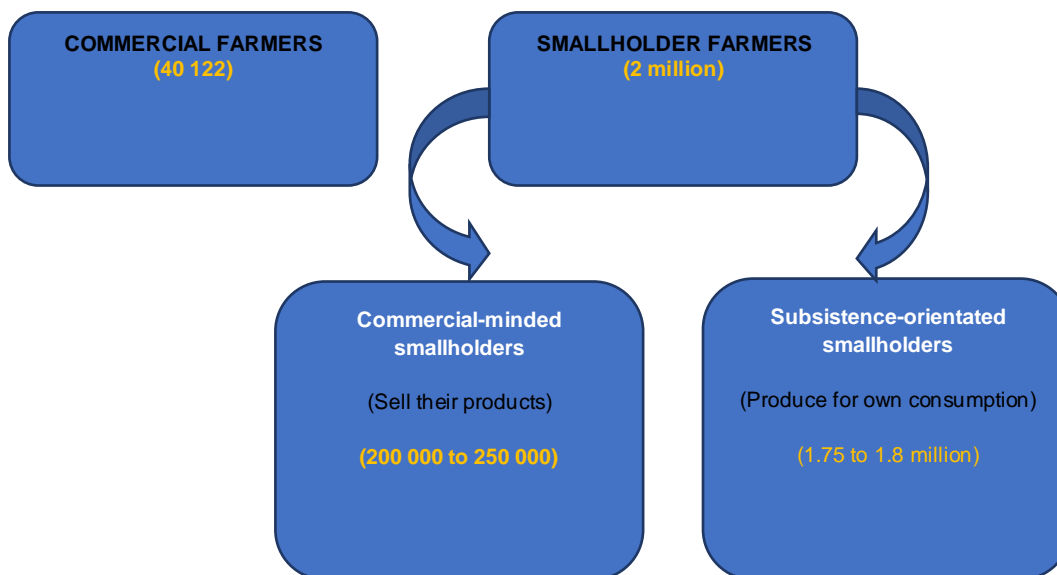 COMMERCIAL FARMERS
(40 122)
SMALLHOLDER FARMERS
(2 million)
Commercial-minded
smallholders
(Sell their products)
(200 000 to 250 000)
Subsistence-orientated
smallholders
(Produce for own consumption)
(1.75 to 1.8 million)